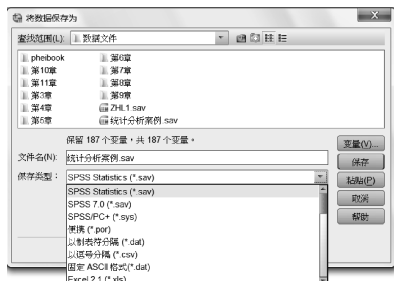 将数据保存为
查找范围(L): 数据文件
pheibook
第10章
第11章
第3章
第4章
第5章
第6章
第7章
第8章
第9章
ZHL1.sav
统计分析案例.sav
保留 187 个变量，共 187 个变量。
变量(V)...
文件名(N): 统计分析案例.sav
保存
保存类型： SPSS Statistics (*.sav)
粘贴(P)
SPSS Statistics (*.sav)
SPSS 7.0 (*.sav)
取消
SPSS/PC+ (*.sys)
帮助
便携 (*.por)
以制表符分隔 (*.dat)
以逗号分隔 (*.csv)
固定 ASCII 格式(*.dat)
Excel 2.1 (*.xls)